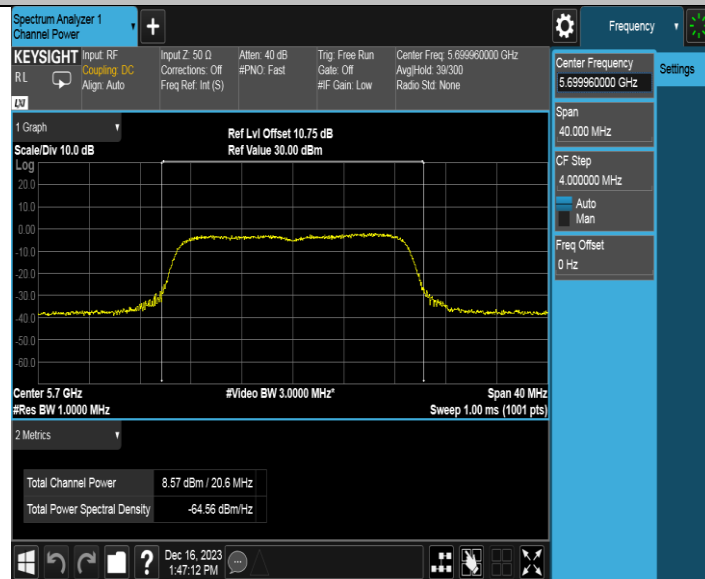 Spectrum Analyzer 1
Channel Power
+
Frequency
KEYSIGHT
RL
LXI
Input: RF
Coupling: DC
Align: Auto
Input Z: 50 Ω
Corrections: Off
Freq Ref: Int (S)
Atten: 40 dB
#PNO: Fast
Trig: Free Run
Gate: Off
#IF Gain: Low
Center Freq: 5.699960000 GHz
Avg|Hold: 39/300
Radio Std: None
Center Frequency
5.699960000 GHz
Settings
Span
40.000 MHz
CF Step
4.000000 MHz
Auto
Man
Freq Offset
0 Hz
1 Graph
Scale/Div 10.0 dB
Ref Lvl Offset 10.75 dB
Ref Value 30.00 dBm
Log
20.0
10.0
0.00
-10.0
-20.0
-30.0
-40.0
-50.0
-60.0
Center 5.7 GHz
#Video BW 3.0000 MHz*
Span 40 MHz
#Res BW 1.0000 MHz
Sweep 1.00 ms (1001 pts)
2 Metrics
Total Channel Power 8.57 dBm / 20.6 MHz
Total Power Spectral Density -64.56 dBm/Hz
?
Dec 16, 2023
1:47:12 PM